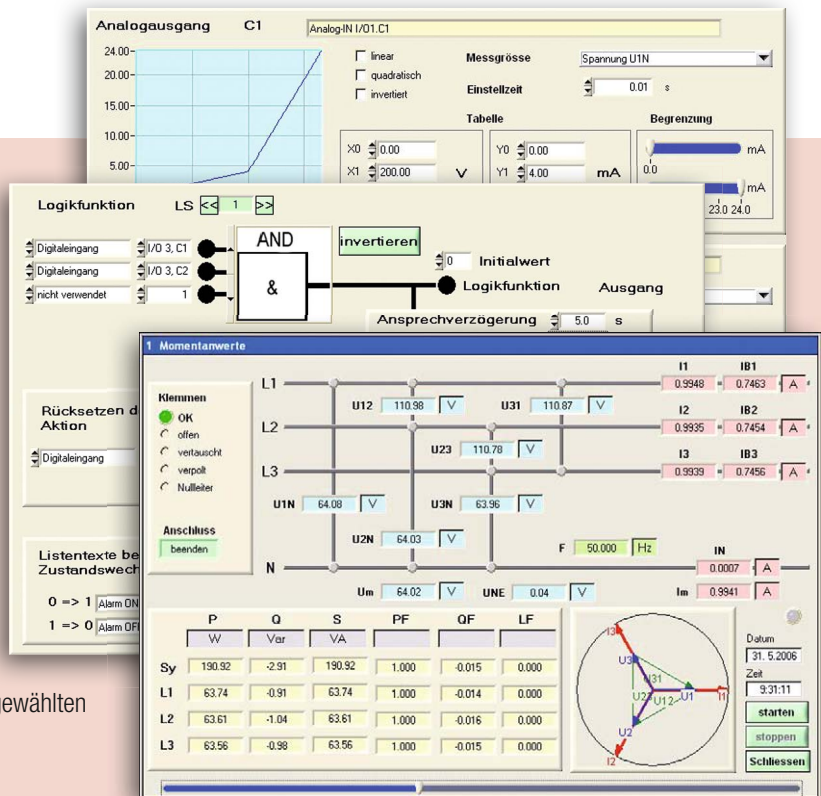 Analogausgang C1 Analog-IN I/01.C1
24.00
20.00
15.00
10.00
5.00
linear
quadratisch
invertiert
Messgrösse Spannung U1N
Einstellzeit 0.01 s
Tabelle Begrenzung
X0 0.00 Y0 0.00 mA
X1 200.00 V Y1 4.00 mA 0.0
mA
23.0 24.0
Logikfunktion LS << 1 >>
Digitaleingang I/0 3, C1 AND invertieren
Digitaleingang I/0 3, C2 & 0 Initialwert
nicht verwendet 1 Logikfunktion Ausgang
Ansprechverzögerung 5.0 s
Rücksetzen d
Aktion
Digitaleingang
Listentexte be
Zustandswech
0 => 1 Alarm ON
1 => 0 Alarm OFF
gewählten
1 Momentanwerte
Klemmen
OK
offen
vertauscht
verpolt
Nulleiter
Anschluss
beenden
I1 IB1
L1 0.9948 0.7463 A
U12 110.98 V U31 110.87 V
I2 IB2
L2 0.9935 0.7454 A
U23 110.78 V
I3 IB3
L3 0.9939 0.7456 A
U1N 64.08 V U3N 63.96 V
U2N 64.03 V F 50.000 Hz
IN
N 0.0007 A
Um 64.02 V UNE 0.04 V Im 0.9941 A
P Q S PF QF LF
W Var VA
Sy 190.92 -2.91 190.92 1.000 -0.015 0.000
L1 63.74 -0.91 63.74 1.000 -0.014 0.000
L2 63.61 -1.04 63.61 1.000 -0.016 0.000
L3 63.56 -0.98 63.56 1.000 -0.015 0.000
I3
U3
U31
U23 U12 U1 I1
U2
I2
Datum
31. 5.2006
Zeit
9:31:11
starten
stoppen
Schliessen